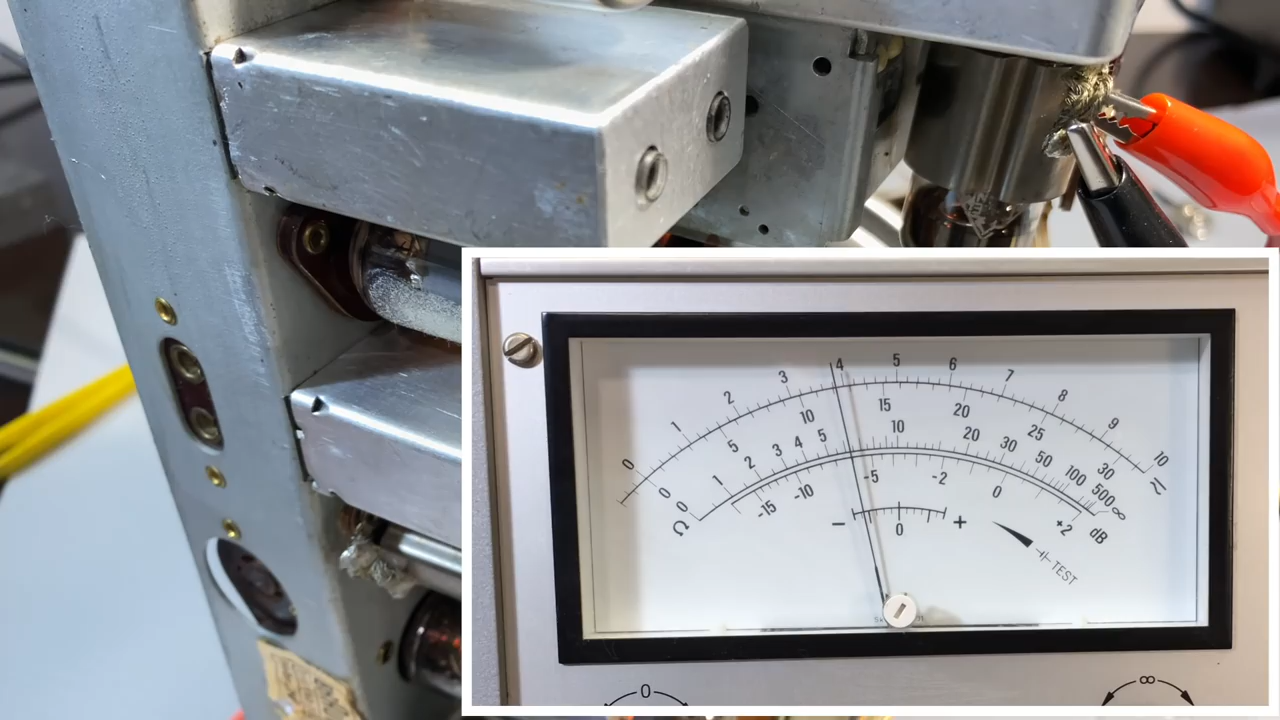 0 1 2 3 4 5 6 7 8 9 10
0 5 10 15 20 25 30
Ω 0 1 2 3 4 5 10 20 30 50 100 500 ∞
-15 -10 -5 -2 0 +2 dB
− 0 +
TEST
0 ∞